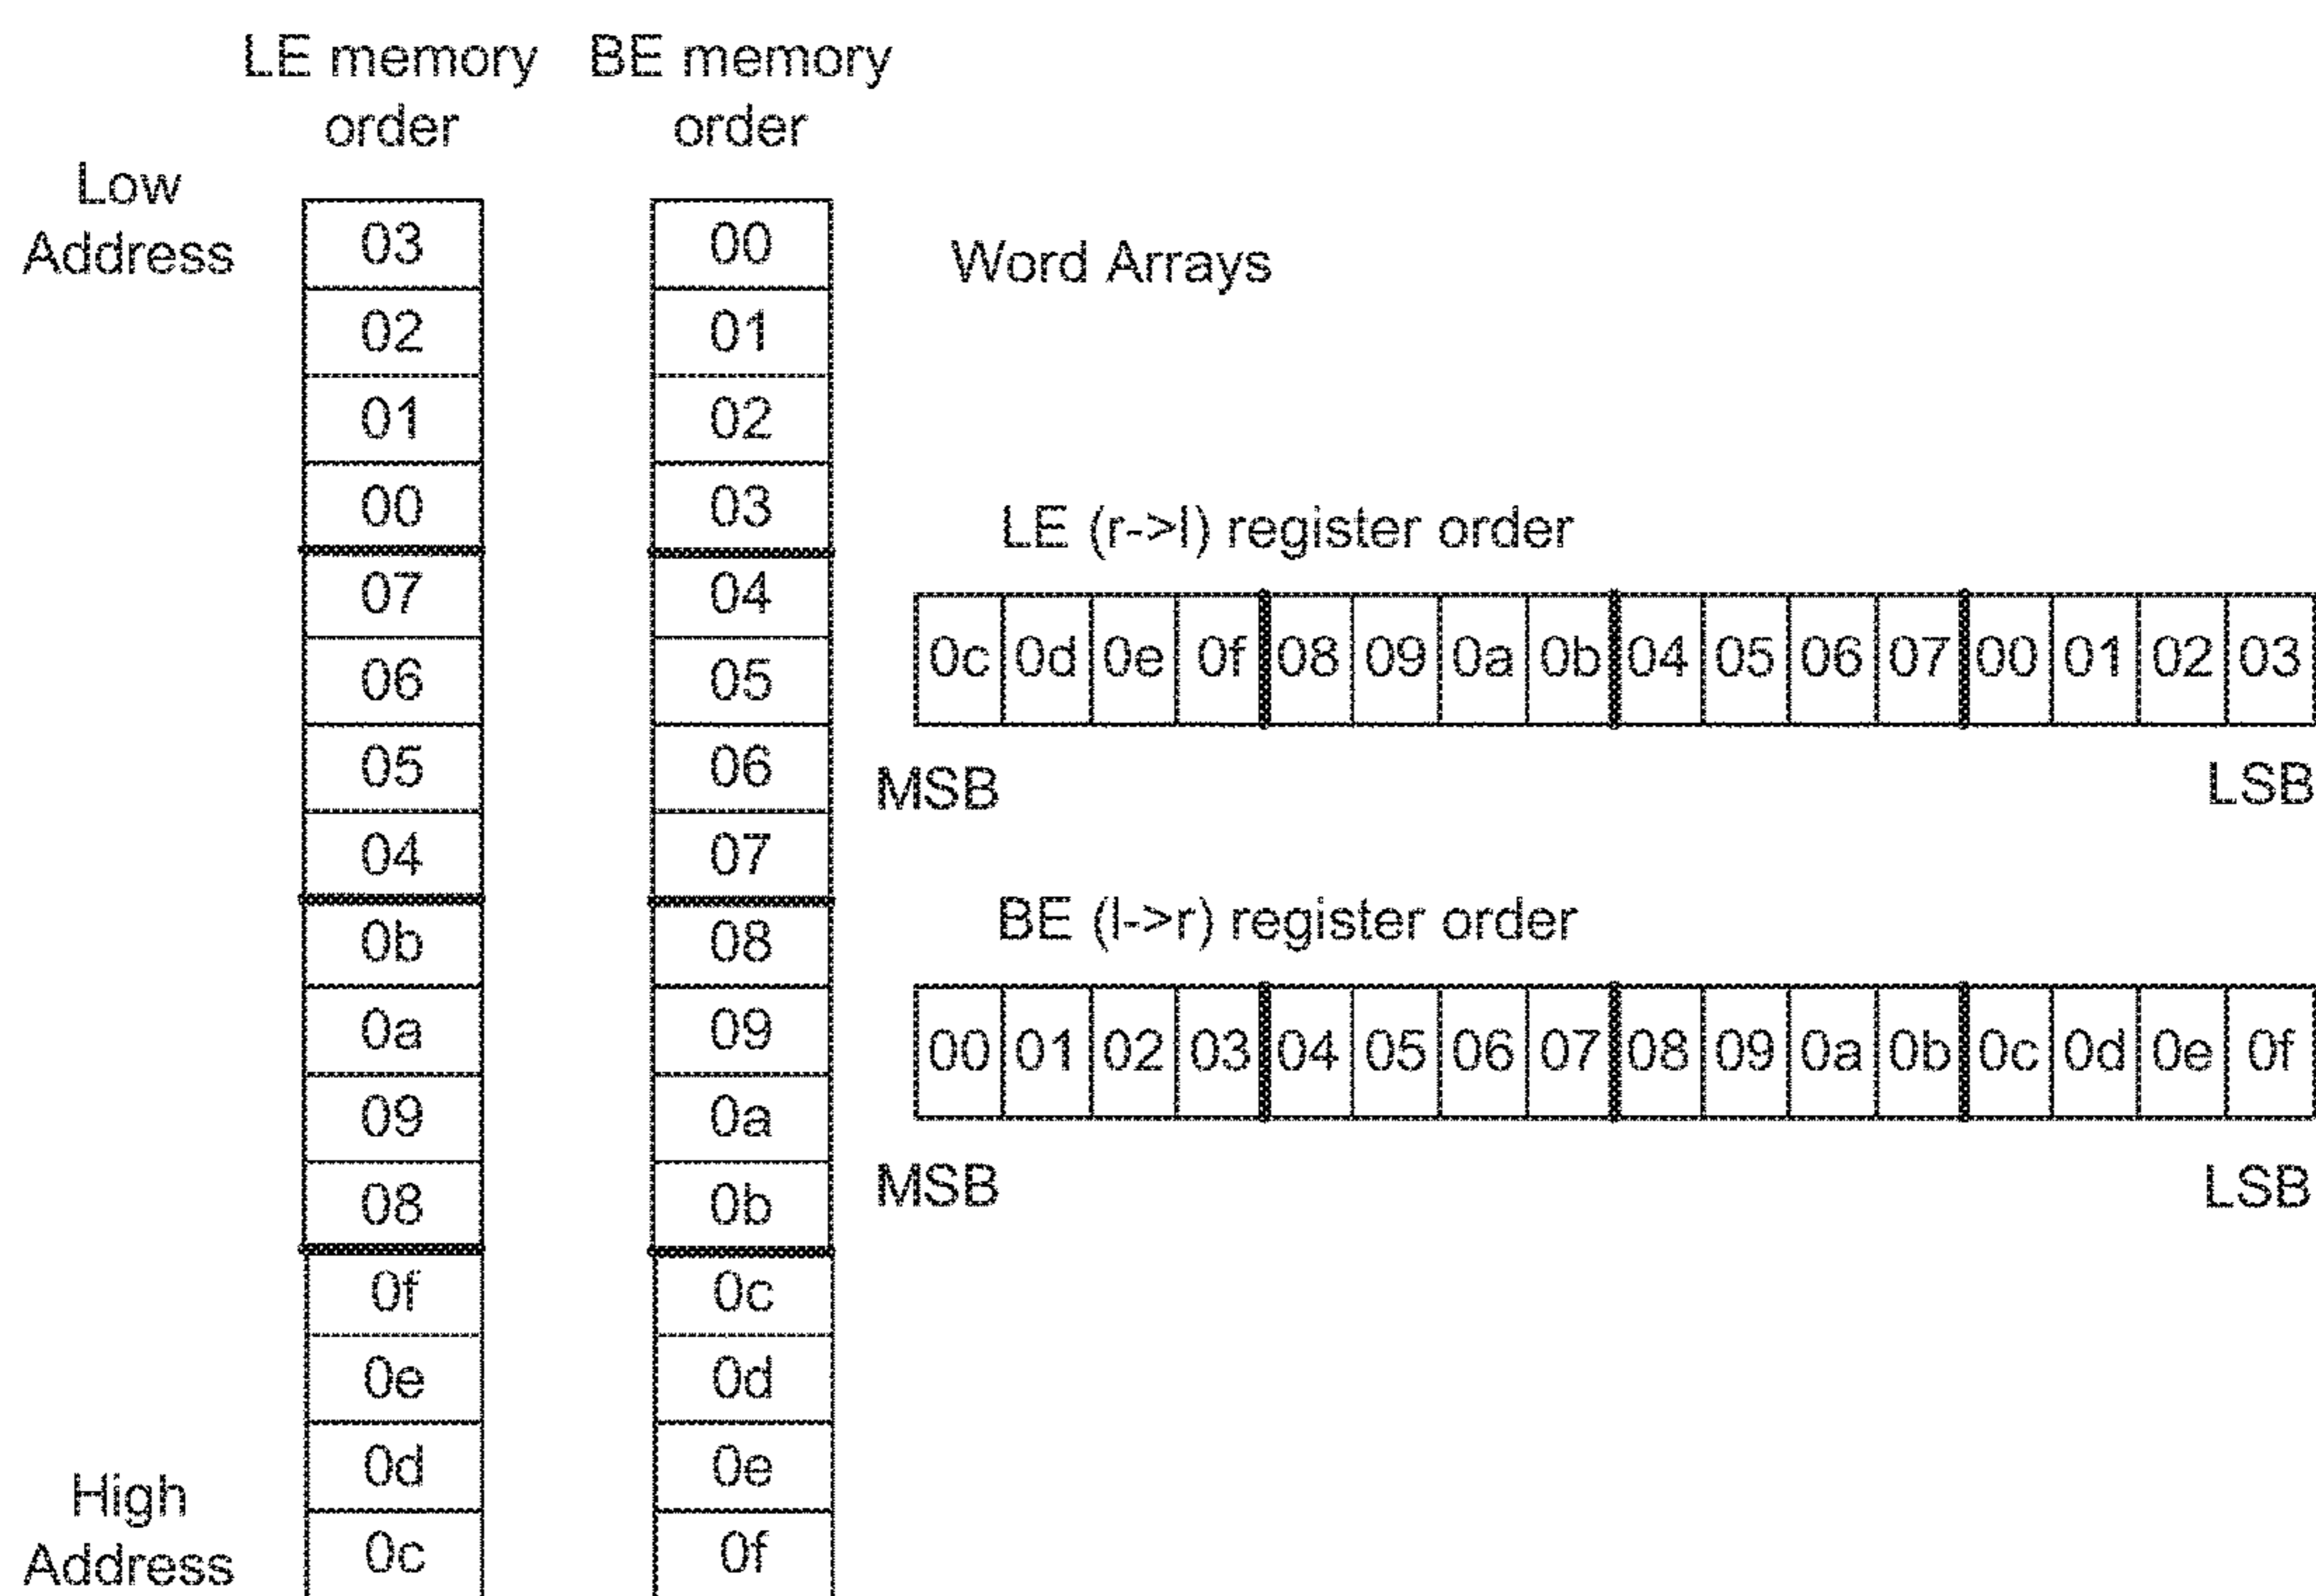 LE memory order
BE memory order
Low Address
03
02
01
00
07
06
05
04
0b
0a
09
08
0f
0e
0d
0c
High Address
00
01
02
03
04
05
06
07
08
09
0a
0b
0c
0d
0e
0f
Word Arrays
LE (r->l) register order
0c 0d 0e 0f 08 09 0a 0b 04 05 06 07 00 01 02 03
MSB LSB
BE (l->r) register order
00 01 02 03 04 05 06 07 08 09 0a 0b 0c 0d 0e 0f
MSB LSB